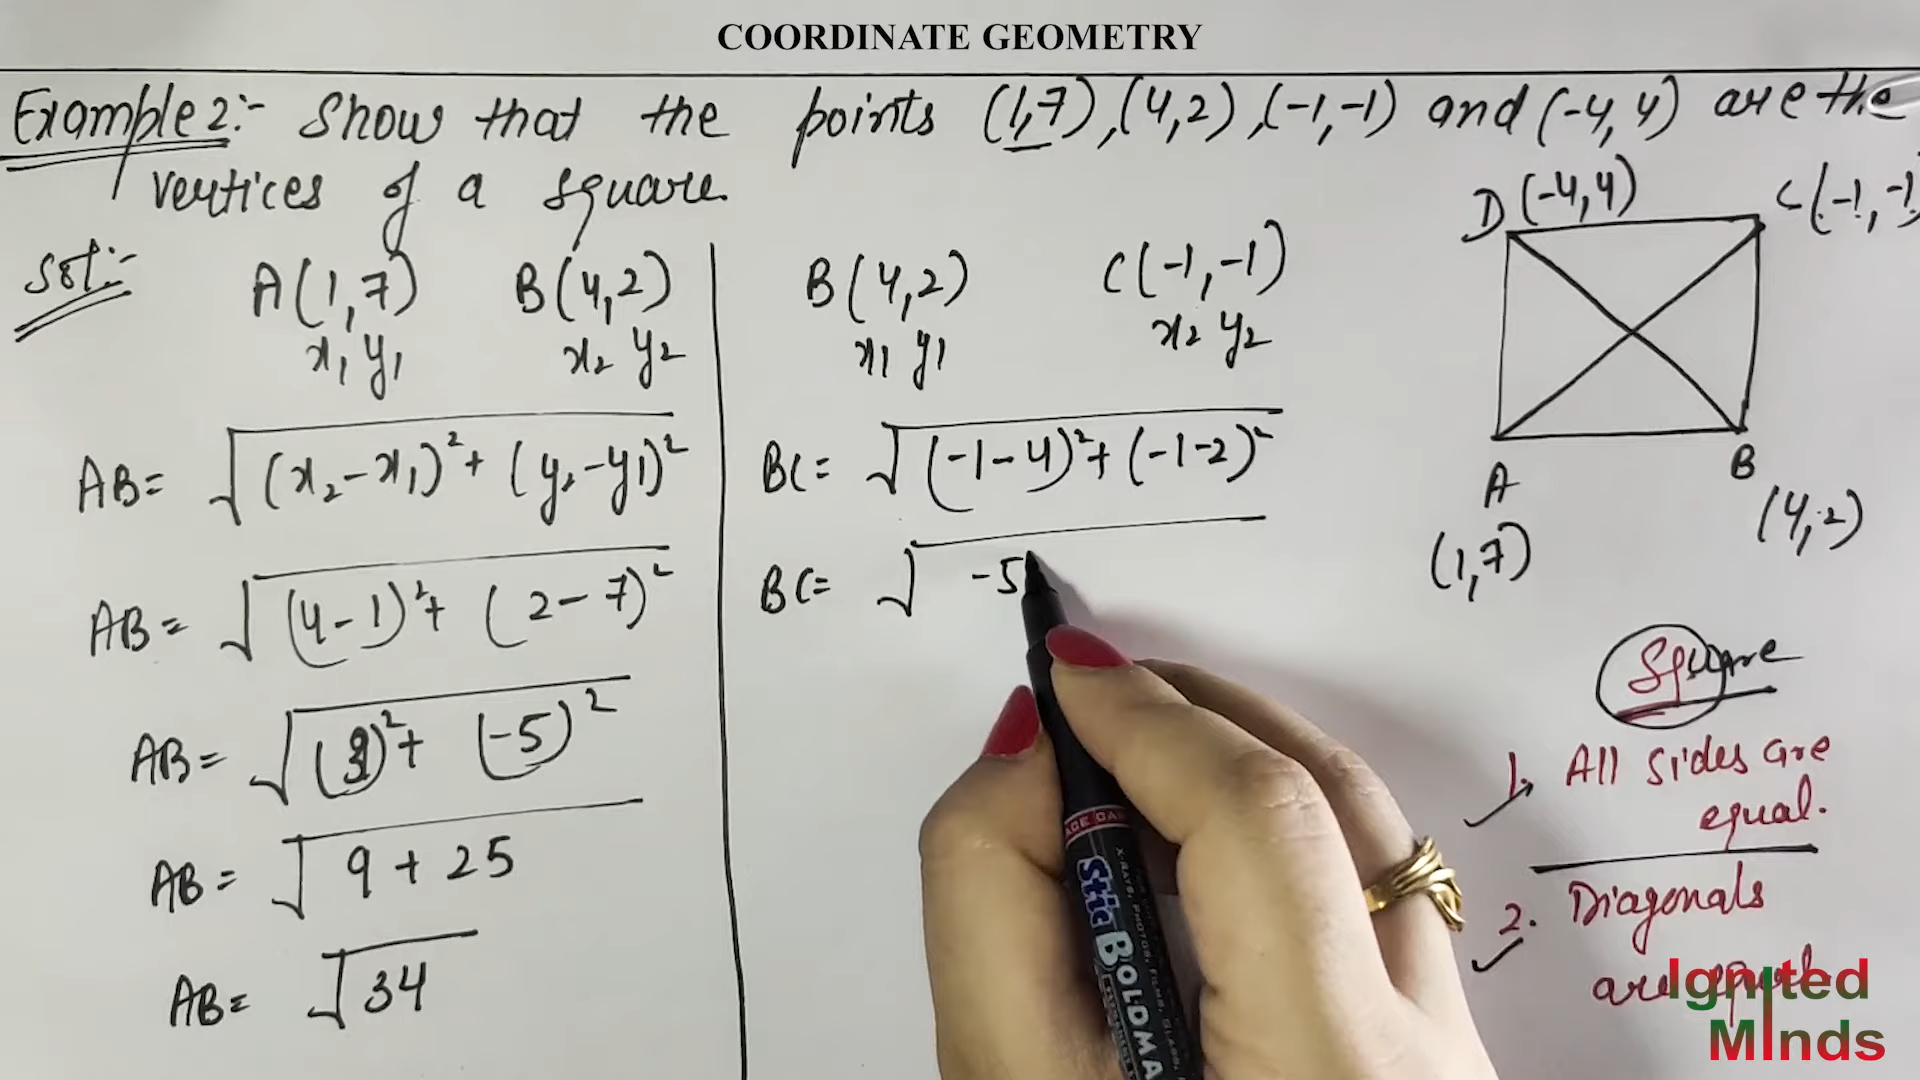 COORDINATE GEOMETRY
Example 2:- Show that the points (1,7), (4,2), (-1,-1) and (-4,4) are the
vertices of a square.
Sol:-
A(1,7) B(4,2)
x₁ y₁ x₂ y₂
AB = √(x₂-x₁)²+(y₂-y₁)²
AB = √(4-1)²+(2-7)²
AB = √(3)²+(-5)²
AB = √9+25
AB = √34
B(4,2) C(-1,-1)
x₁ y₁ x₂ y₂
BC = √(-1-4)²+(-1-2)²
BC = √-5
D(-4,4) C(-1,-1
A B
(1,7) (4,2)
Square
1. All sides are
equal.
2. Diagonals
are equal
Ignited
Minds
Stic BOLDMA